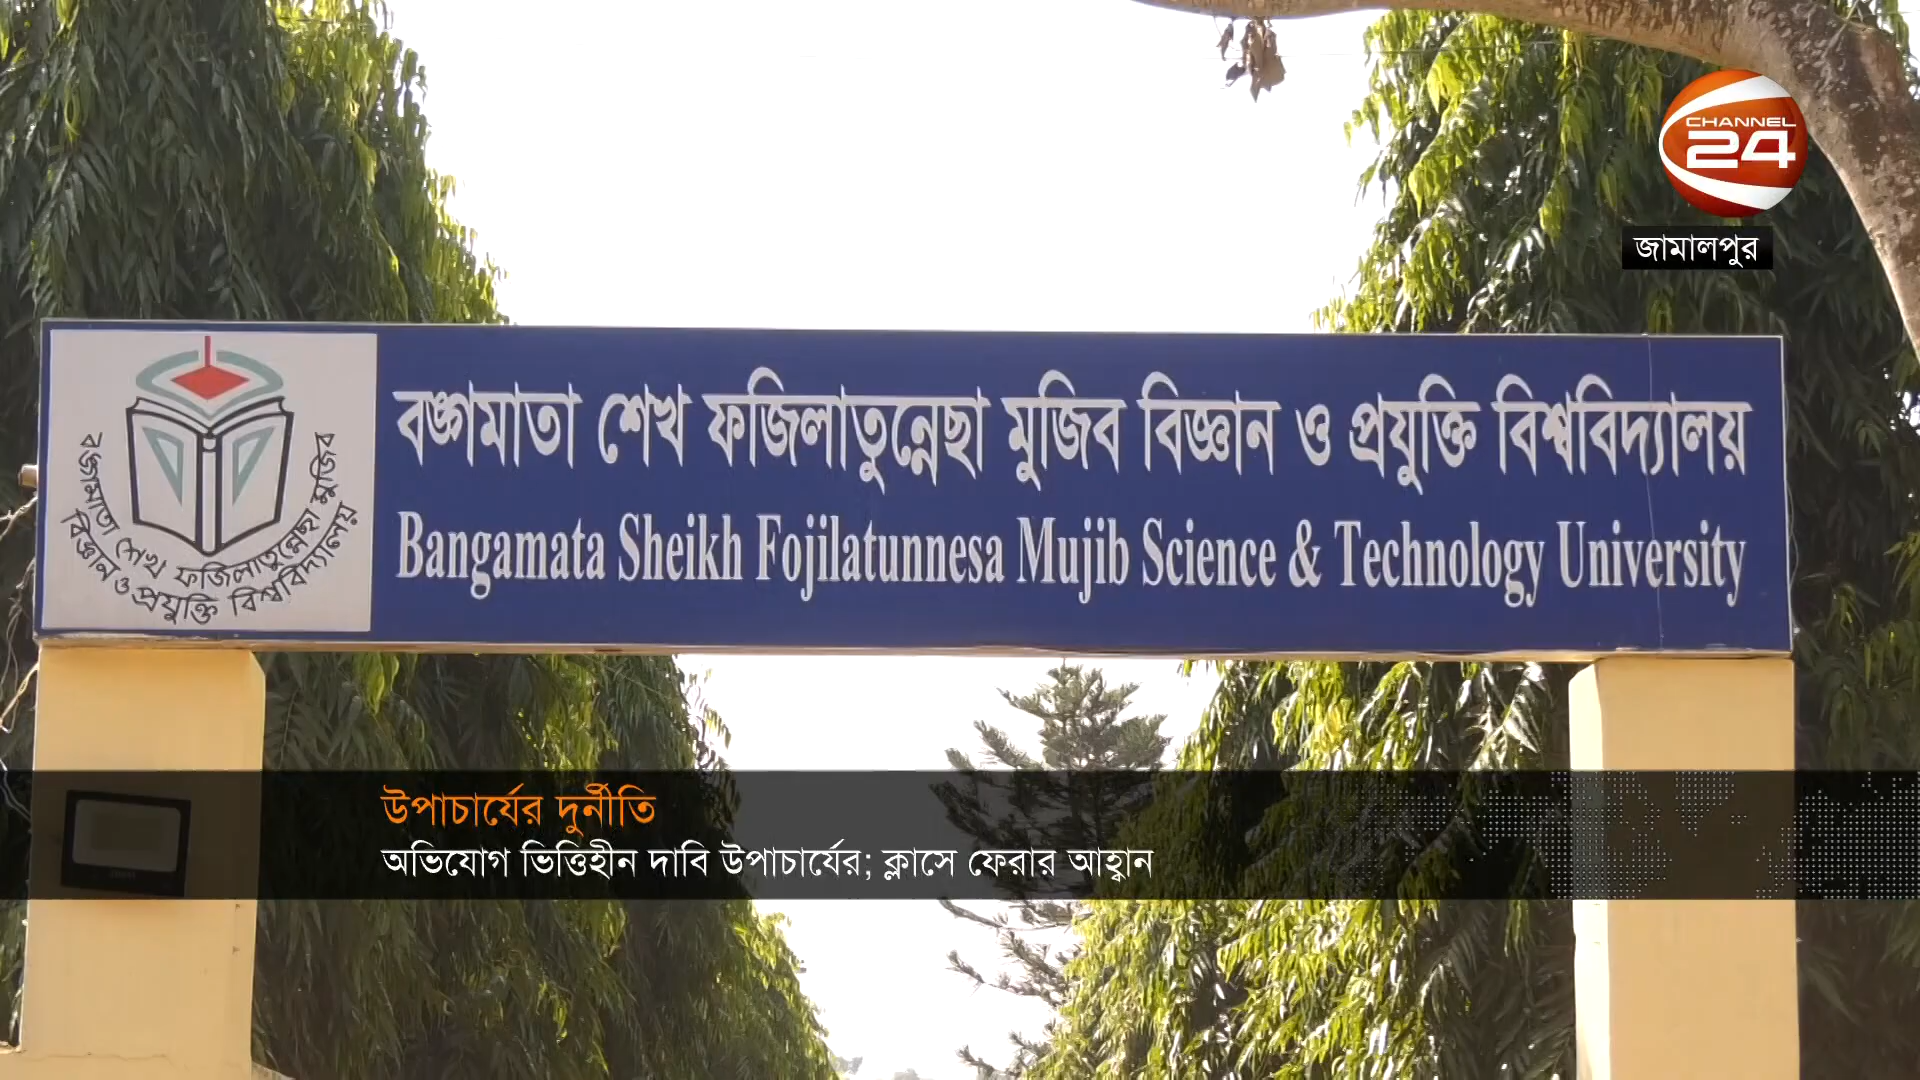 CHANNEL
24
জামালপুর
বঙ্গমাতা শেখ ফজিলাতুন্নেছা মুজিব বিজ্ঞান ও প্রযুক্তি বিশ্ববিদ্যালয়
Bangamata Sheikh Fojilatunnesa Mujib Science & Technology University
বঙ্গমাতা শেখ ফজিলাতুন্নেছা মুজিব
বিজ্ঞান ও প্রযুক্তি বিশ্ববিদ্যালয়
উপাচার্যের দুর্নীতি
অভিযোগ ভিত্তিহীন দাবি উপাচার্যের; ক্লাসে ফেরার আহ্বান